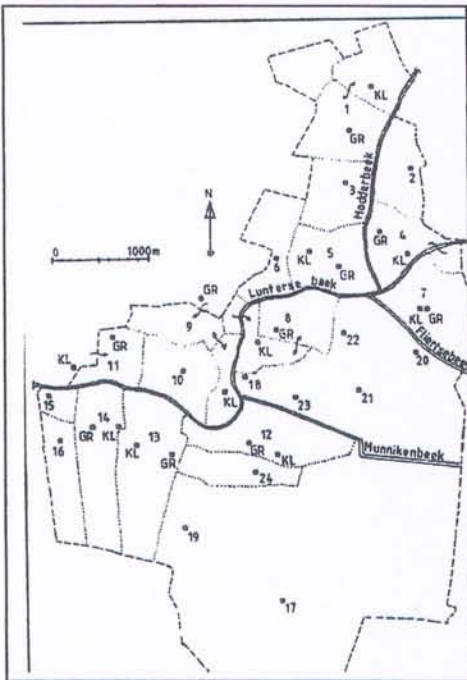 KL
1
GR
2
3
Modderbeek
N
GR
4
KL
0 1000m
KL
5
GR
6
Lunterse beek
GR
9
8
GR
KL
7
KL GR
22
Fliertsebeek
20
GR
11
KL
10
18
KL
23
21
15
14
GR KL
13
KL
GR
16
12
GR
KL
Munnikenbeek
24
19
17